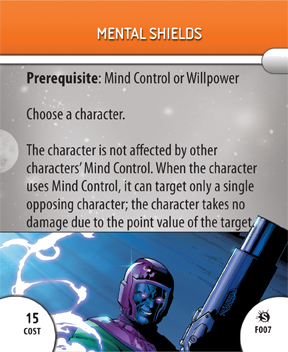 MENTAL SHIELDS
Prerequisite: Mind Control or Willpower
Choose a character.
The character is not affected by other
characters' Mind Control. When the character
uses Mind Control, it can target only a single
opposing character; the character takes no
damage due to the point value of the target.
15
COST
F007